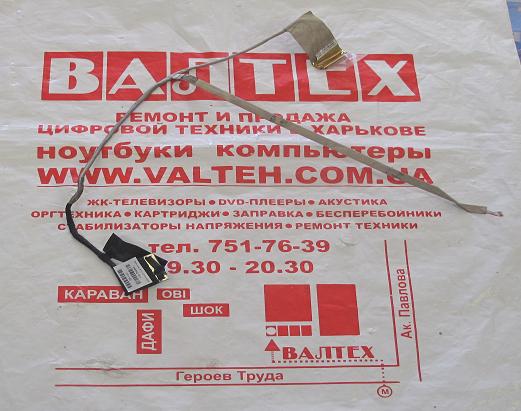 ВАЛТЕХ
РЕМОНТ И ПРОДАЖА
ЦИФРОВОЙ ТЕХНИКИ В ХАРЬКОВЕ
ноутбуки компьютеры
WWW.VALTEH.COM.UA
ЖК-ТЕЛЕВИЗОРЫ • DVD-ПЛЕЕРЫ • АКУСТИКА
ОРГТЕХНИКА • КАРТРИДЖИ • ЗАПРАВКА • БЕСПЕРЕБОЙНИКИ
СТАБИЛИЗАТОРЫ НАПРЯЖЕНИЯ • РЕМОНТ ТЕХНИКИ
тел. 751-76-39
9.30 - 20.30
КАРАВАН
ОВІ
ШОК
ДАФИ
Ак. Павлова
ВАЛТЕХ
Героев Труда
М